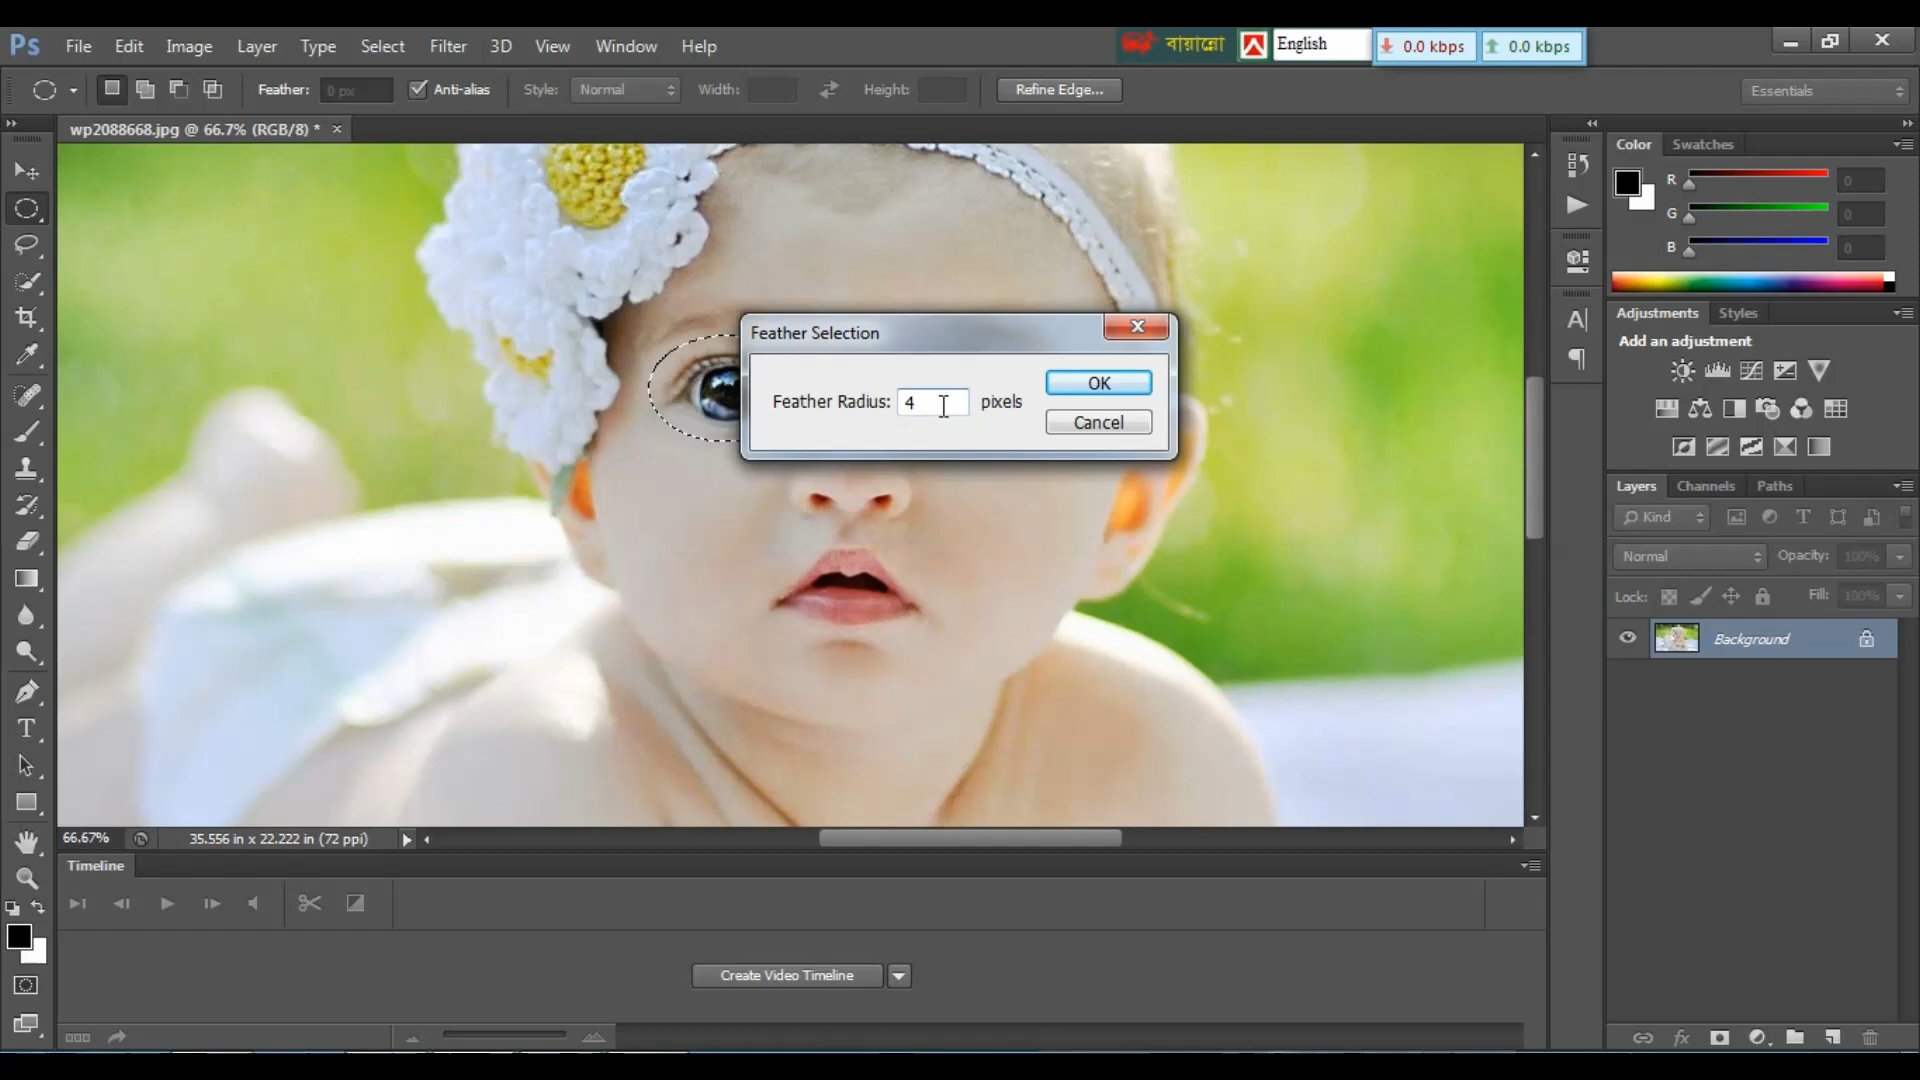 Ps File Edit Image Layer Type Select Filter 3D View Window Help
বায়ান্নো English 0.0 kbps 0.0 kbps
Feather: 0 px Anti-alias Style: Normal Width: Height: Refine Edge... Essentials
wp2088668.jpg @ 66.7% (RGB/8) * ×
Color Swatches
R 0
G 0
B 0
Adjustments Styles
Add an adjustment
Feather Selection
Feather Radius: 4 pixels
OK
Cancel
Layers Channels Paths
Kind
Normal Opacity: 100%
Lock: Fill: 100%
Background
66.67% 35.556 in x 22.222 in (72 ppi)
Timeline
Create Video Timeline